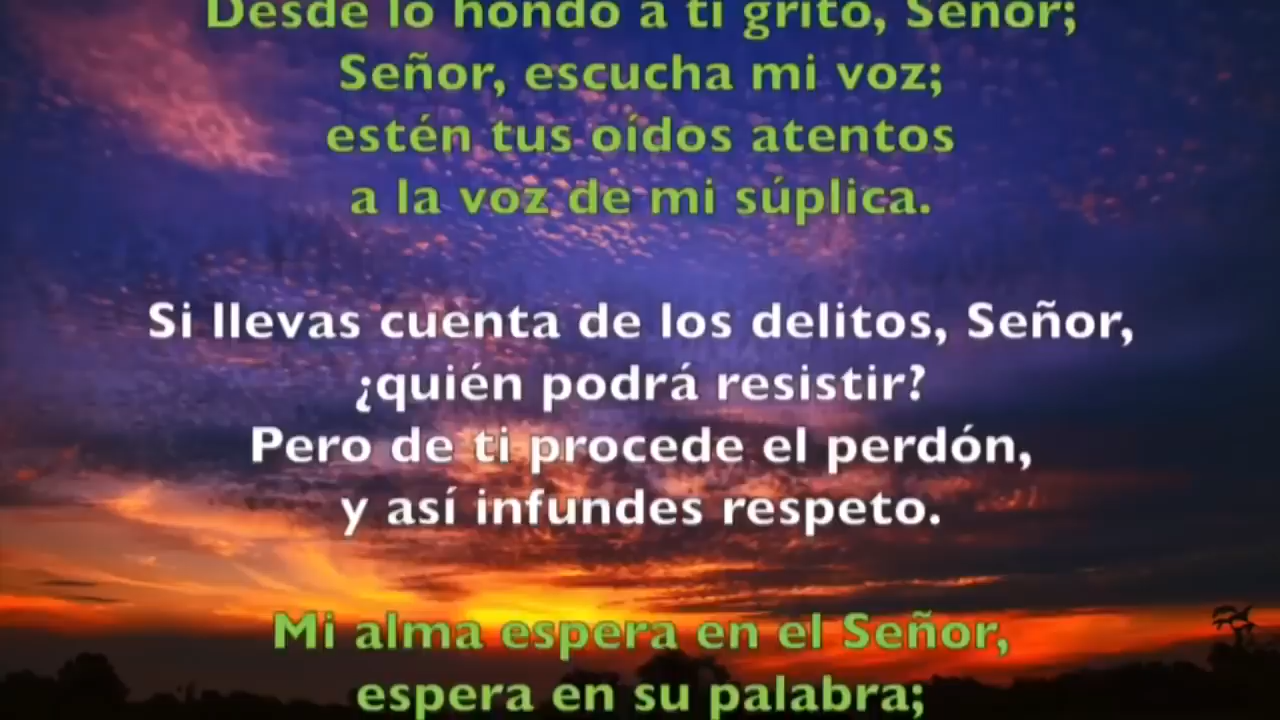 Desde lo hondo a ti grito, Señor;
Señor, escucha mi voz;
estén tus oídos atentos
a la voz de mi súplica.
Si llevas cuenta de los delitos, Señor,
¿quién podrá resistir?
Pero de ti procede el perdón,
y así infundes respeto.
Mi alma espera en el Señor,
espera en su palabra;